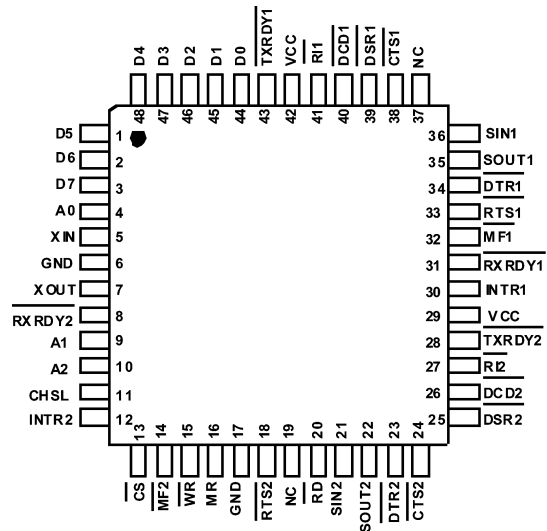 D4 D3 D2 D1 D0 TXRDY1 VCC RI1 DCD1 DSR1 CTS1 NC
48 47 46 45 44 43 42 41 40 39 38 37
D5 1 36 SIN1
D6 2 35 SOUT1
D7 3 34 DTR1
A0 4 33 RTS1
XIN 5 32 MF1
GND 6 31 RXRDY1
XOUT 7 30 INTR1
RXRDY2 8 29 VCC
A1 9 28 TXRDY2
A2 10 27 RI2
CHSL 11 26 DCD2
INTR2 12 25 DSR2
13 14 15 16 17 18 19 20 21 22 23 24
CS MF2 WR MR GND RTS2 NC RD SIN2 SOUT2 DTR2 CTS2